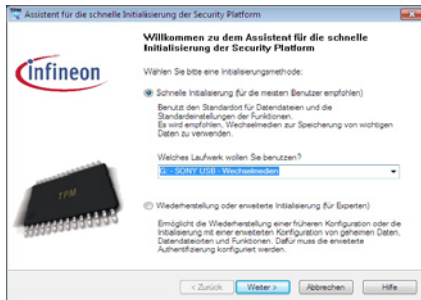 Assistent für die schnelle Initialisierung der Security Platform
Willkommen zu dem Assistent für die schnelle
Initialisierung der Security Platform
infineon
Wählen Sie bitte eine Initialisierungsmethode:
Schnelle Initialisierung (für die meisten Benutzer empfohlen)
Benutzt den Standardort für Datendateien und die
Standardeinstellungen der Funktionen.
Es wird empfohlen, Wechselmedien zur Speicherung von wichtigen
Daten zu verwenden.
Welches Laufwerk wollen Sie benutzen?
G: - SONY USB - Wechselmedien
TPM
Wiederherstellung oder erweitete Initialisierung (für Experten)
Ermöglicht die Wiederherstellung einer früheren Konfiguration oder die
Initialisierung mit einer erweiterten Konfiguration von geheimen Daten,
Datendateiorten und Funktionen. Dafür muss die erweitete
Authentifizierung konfiguriert werden.
< Zurück
Weiter >
Abbrechen
Hilfe